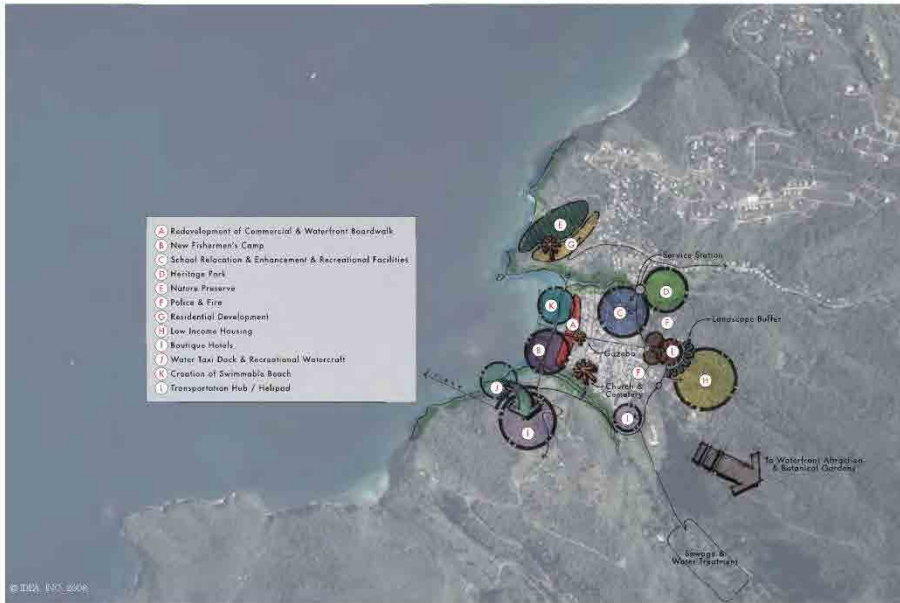 A Redevelopment of Commercial & Waterfront Boardwalk
B New Fishermen's Camp
C School Relocation & Enhancement & Recreational Facilities
D Heritage Park
E Nature Preserve
F Police & Fire
G Residential Development
H Low Income Housing
I Boutique Hotels
J Water Taxi Dock & Recreational Watercraft
K Creation of Swimmable Beach
L Transportation Hub / Helipad
E
G
Service Station
D
K
C
A
F
Landscape Buffer
B
Gazebo
L
F
H
J
Church &
Cemetery
I
I
To Waterfront Attraction
& Botanical Gardens
Sewage &
Water Treatment
© IDEA, INC. 2006